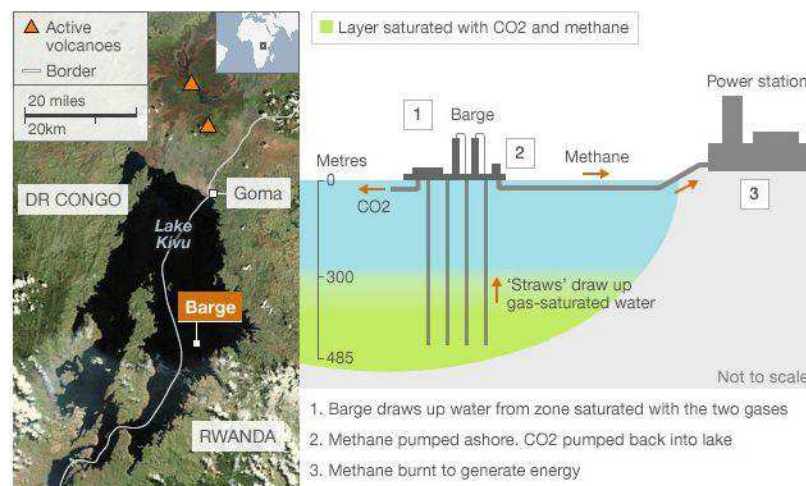 Active
volcanoes
Border
20 miles
20km
DR CONGO
Goma
Lake
Kivu
Barge
RWANDA
Layer saturated with CO2 and methane
Power station
1
Barge
2
Methane
Metres
0
CO2
3
300
'Straws' draw up
gas-saturated water
485
Not to scale
1. Barge draws up water from zone saturated with the two gases
2. Methane pumped ashore. CO2 pumped back into lake
3. Methane burnt to generate energy